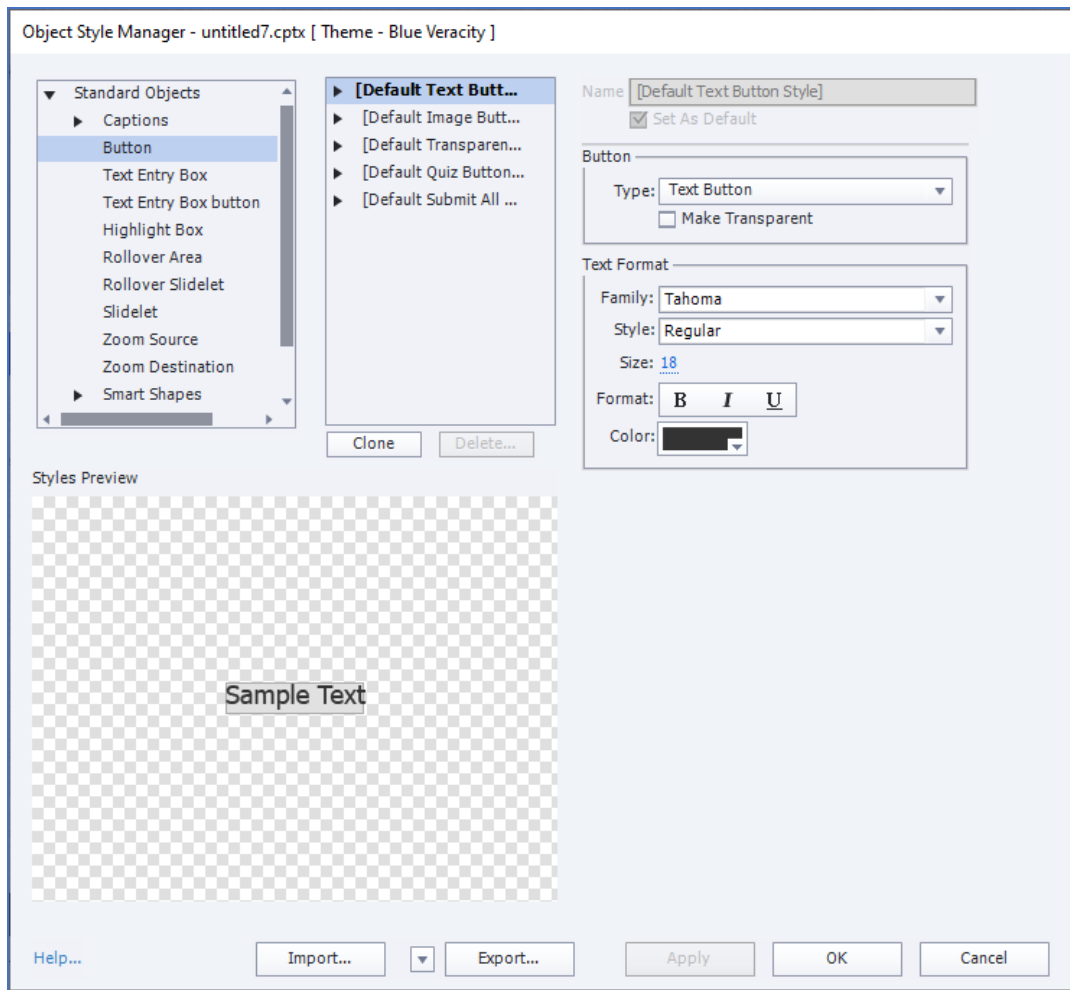 Object Style Manager - untitled7.cptx [ Theme - Blue Veracity ]
Standard Objects
Captions
Button
Text Entry Box
Text Entry Box button
Highlight Box
Rollover Area
Rollover Slidelet
Slidelet
Zoom Source
Zoom Destination
Smart Shapes
[Default Text Butt...
[Default Image Butt...
[Default Transparen...
[Default Quiz Button...
[Default Submit All ...
Clone Delete...
Name [Default Text Button Style]
Set As Default
Button
Type: Text Button
Make Transparent
Text Format
Family: Tahoma
Style: Regular
Size: 18
Format: B I U
Color:
Styles Preview
Sample Text
Help... Import... Export... Apply OK Cancel